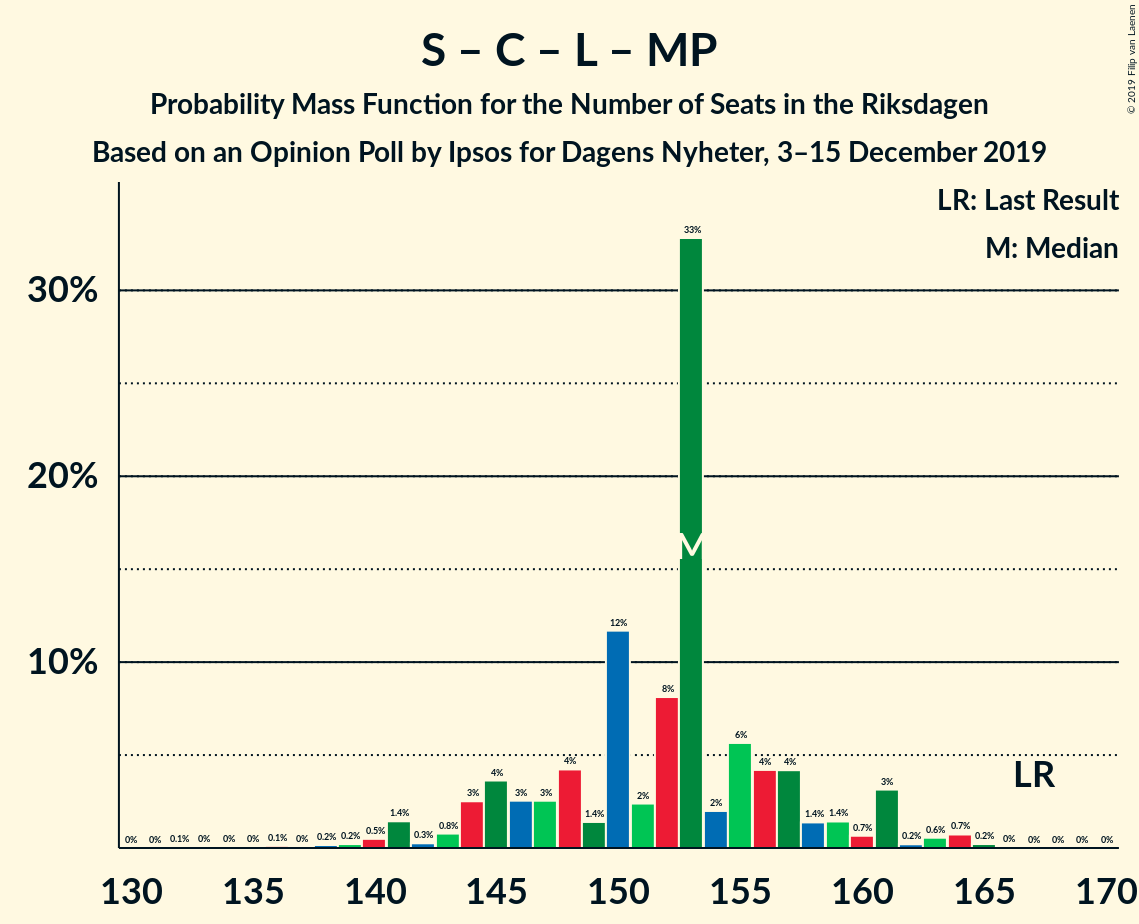 S – C – L – MP
Probability Mass Function for the Number of Seats in the Riksdagen
Based on an Opinion Poll by Ipsos for Dagens Nyheter, 3–15 December 2019
© 2019 Filip van Laenen
LR: Last Result
M: Median
30%
20%
10%
0% 0% 0.1% 0% 0% 0% 0.1% 0% 0.2% 0.2% 0.5% 1.4% 0.3% 0.8% 3% 4% 3% 3% 4% 1.4% 12% 2% 8% 33% 2% 6% 4% 4% 1.4% 1.4% 0.7% 3% 0.2% 0.6% 0.7% 0.2% 0% 0% 0% 0% 0%
M
LR
130 135 140 145 150 155 160 165 170